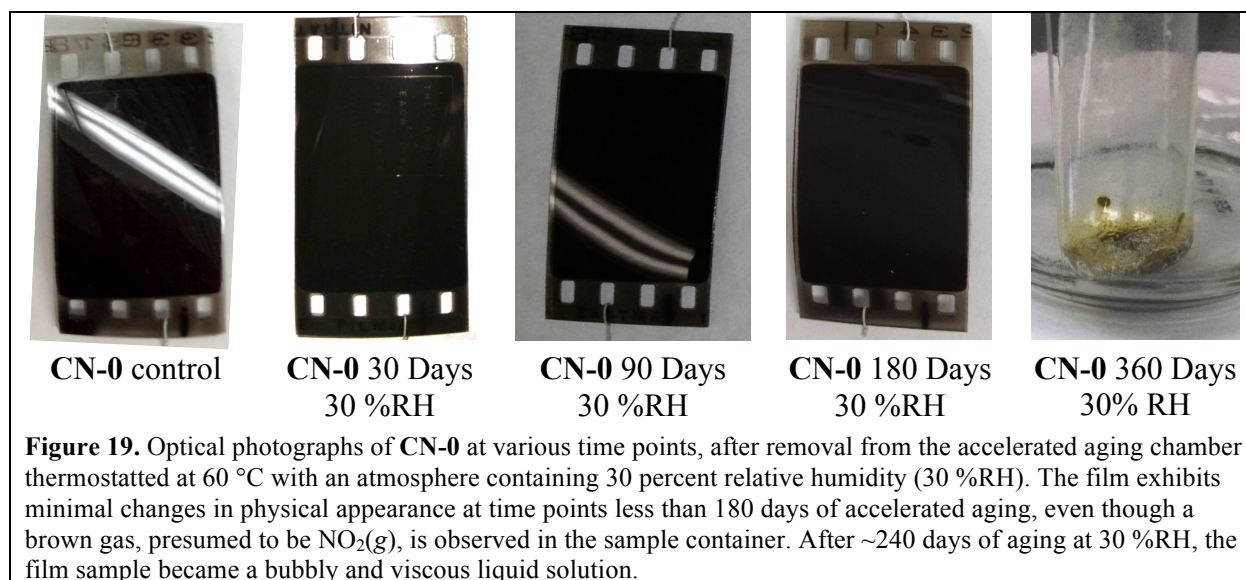 NITRAT
THE
EACH
CN-0 control
CN-0 30 Days
30 %RH
CN-0 90 Days
30 %RH
CN-0 180 Days
30 %RH
CN-0 360 Days
30% RH
Figure 19. Optical photographs of CN-0 at various time points, after removal from the accelerated aging chamber
thermostatted at 60 °C with an atmosphere containing 30 percent relative humidity (30 %RH). The film exhibits
minimal changes in physical appearance at time points less than 180 days of accelerated aging, even though a
brown gas, presumed to be NO₂(g), is observed in the sample container. After ~240 days of aging at 30 %RH, the
film sample became a bubbly and viscous liquid solution.